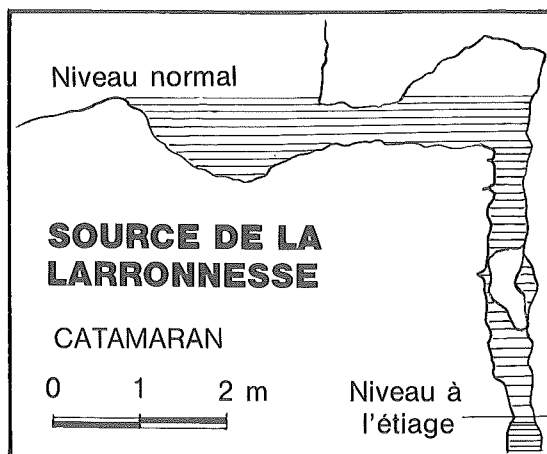 Niveau normal
SOURCE DE LA
LARRONNESSE
CATAMARAN
0 1 2 m
Niveau à
l'étiage